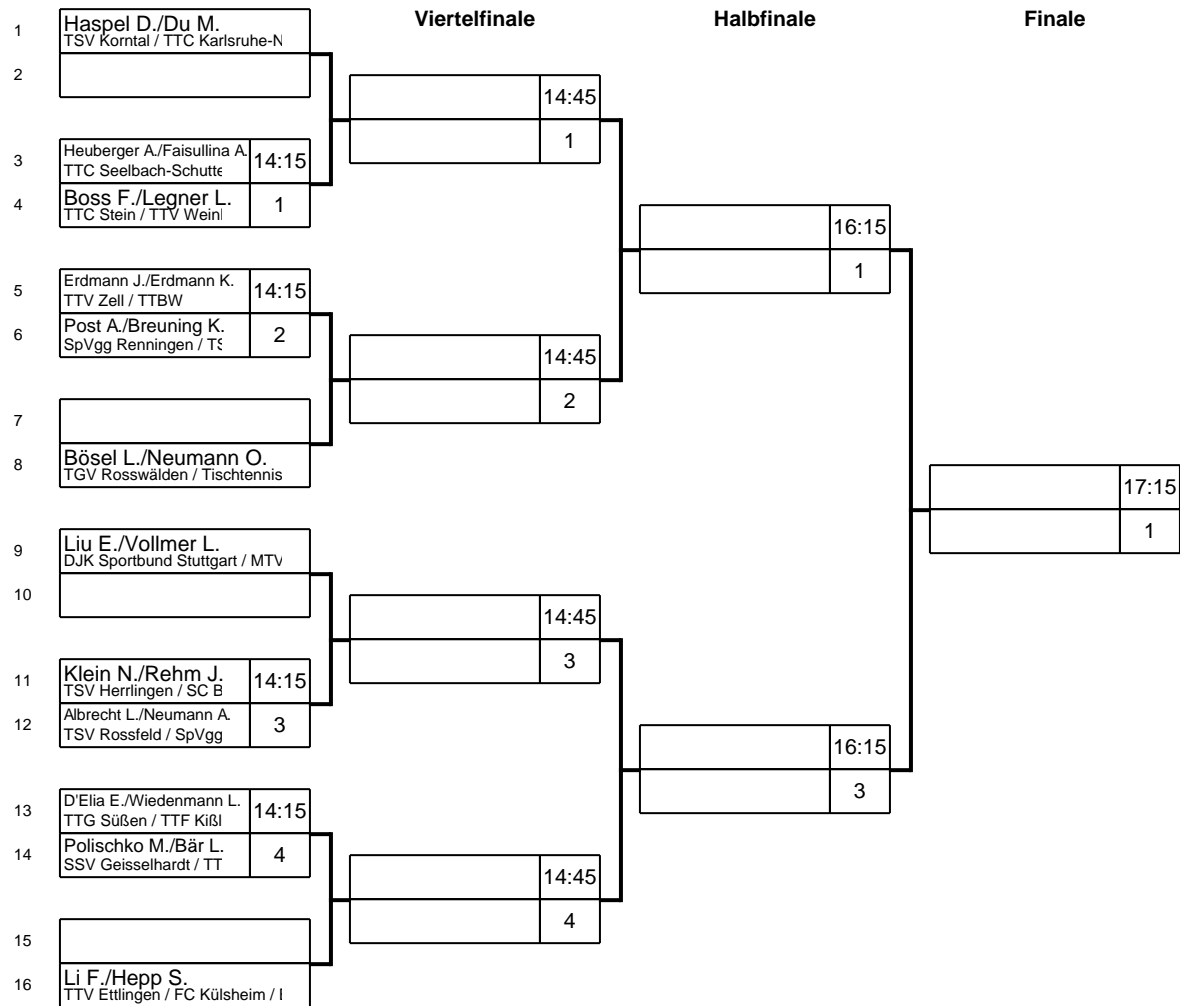 Viertelfinale
Halbfinale
Finale
1
Haspel D./Du M.
TSV Korntal / TTC Karlsruhe-N
2
3
Heuberger A./Faisullina A.
TTC Seelbach-Schutte
14:15
4
Boss F./Legner L.
TTC Stein / TTV Wein
1
5
Erdmann J./Erdmann K.
TTV Zell / TTBW
14:15
6
Post A./Breuning K.
SpVgg Renningen / TS
2
7
8
Bösel L./Neumann O.
TGV Rosswälden / Tischtennis
9
Liu E./Vollmer L.
DJK Sportbund Stuttgart / MTV
10
11
Klein N./Rehm J.
TSV Herrlingen / SC B
14:15
12
Albrecht L./Neumann A.
TSV Rossfeld / SpVgg
3
13
D'Elia E./Wiedenmann L.
TTG Süßen / TTF Kißl
14:15
14
Polischko M./Bär L.
SSV Geisselhardt / TT
4
15
16
Li F./Hepp S.
TTV Ettlingen / FC Külsheim /
14:45
1
14:45
2
14:45
3
14:45
4
16:15
1
16:15
3
17:15
1